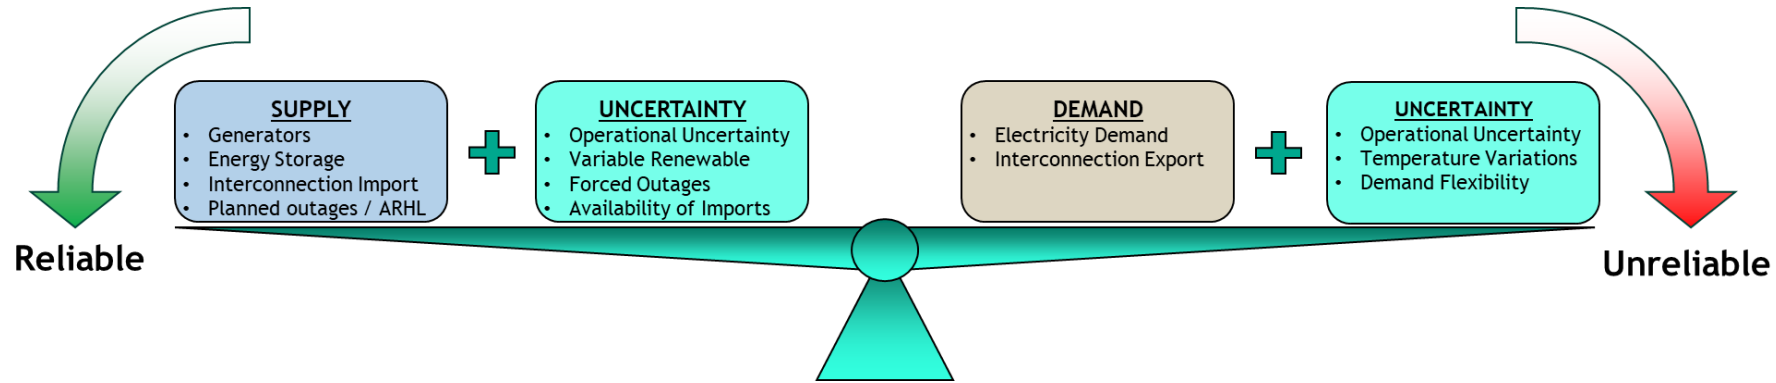 SUPPLY
• Generators
• Energy Storage
• Interconnection Import
• Planned outages / ARHL
UNCERTAINTY
• Operational Uncertainty
• Variable Renewable
• Forced Outages
• Availability of Imports
DEMAND
• Electricity Demand
• Interconnection Export
UNCERTAINTY
• Operational Uncertainty
• Temperature Variations
• Demand Flexibility
Reliable
Unreliable